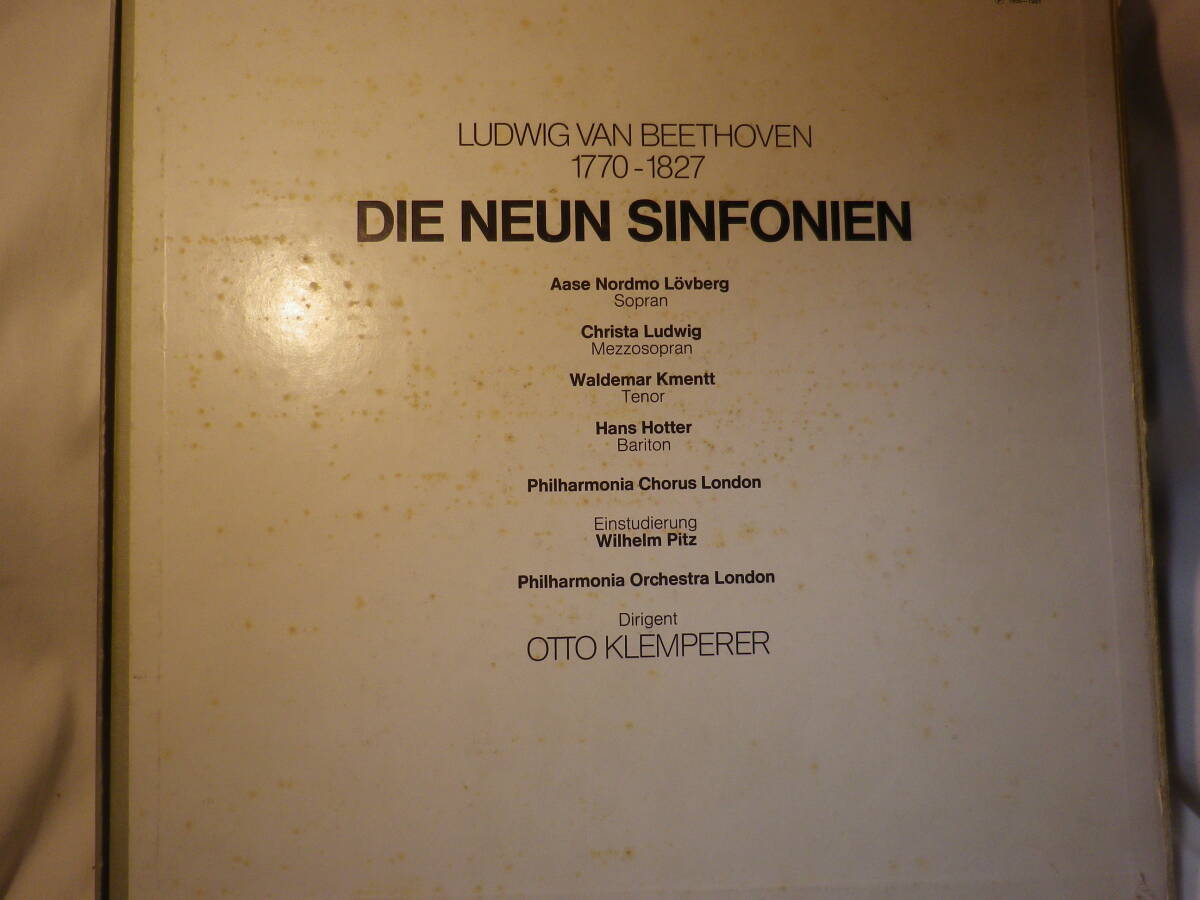 LUDWIG VAN BEETHOVEN
1770-1827
DIE NEUN SINFONIEN
Aase Nordmo Lövberg
Sopran
Christa Ludwig
Mezzosopran
Waldemar Kmentt
Tenor
Hans Hotter
Bariton
Philharmonia Chorus London
Einstudierung
Wilhelm Pitz
Philharmonia Orchestra London
Dirigent
OTTO KLEMPERER